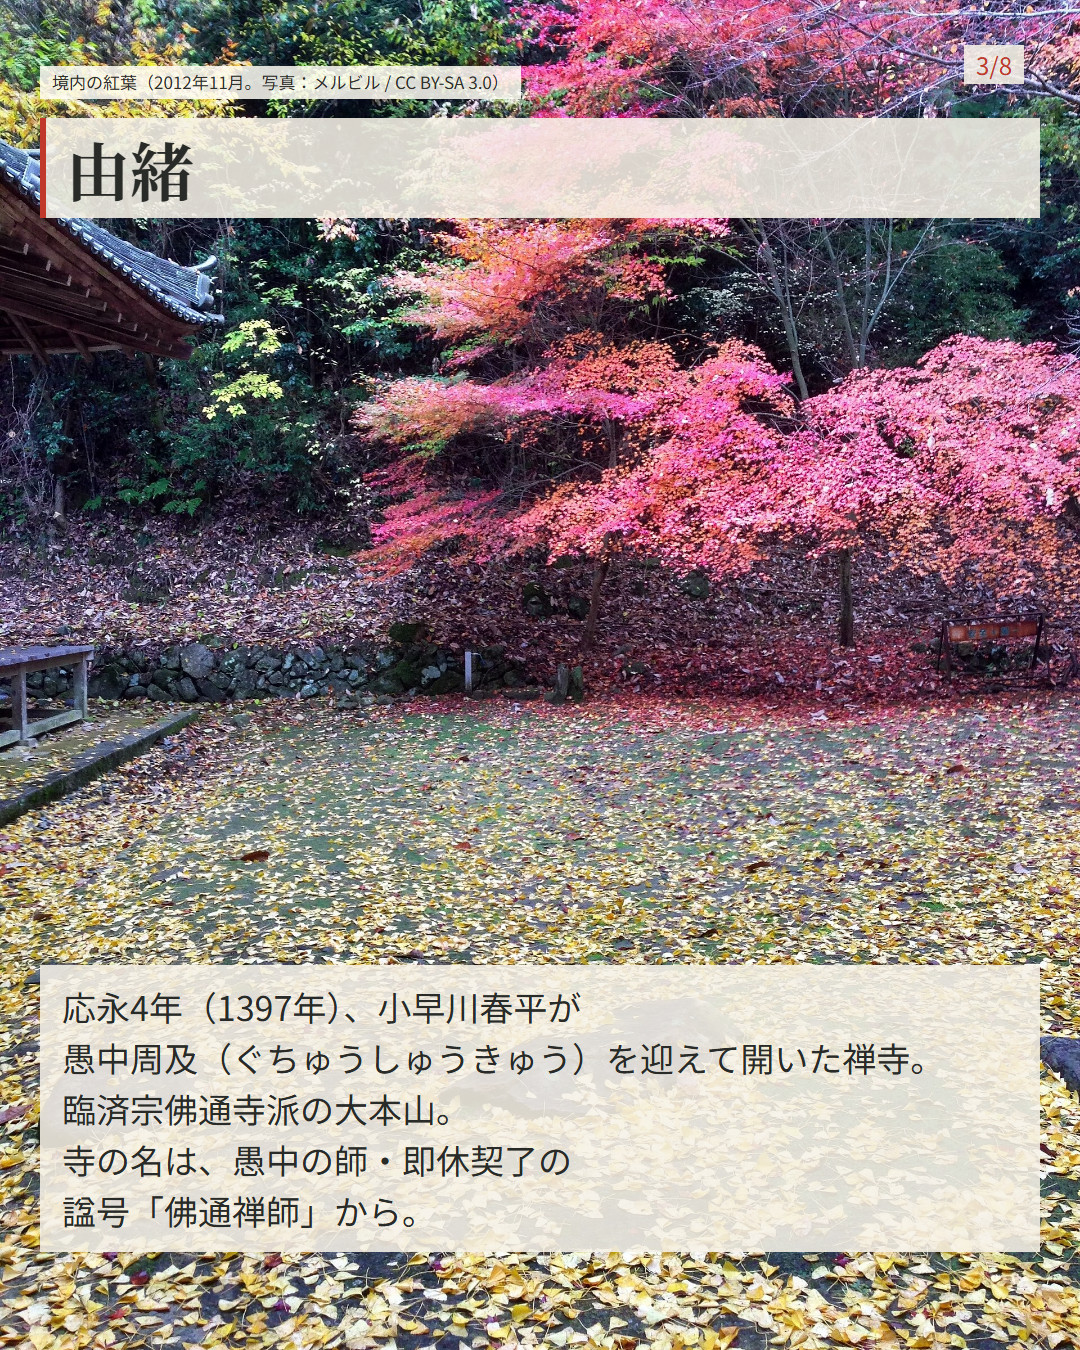 境内の紅葉（2012年11月。写真：メルビル / CC BY-SA 3.0）
3/8
由緒
応永4年（1397年）、小早川春平が
愚中周及（ぐちゅうしゅうきゅう）を迎えて開いた禅寺。
臨済宗佛通寺派の大本山。
寺の名は、愚中の師・即休契了の
諡号「佛通禅師」から。